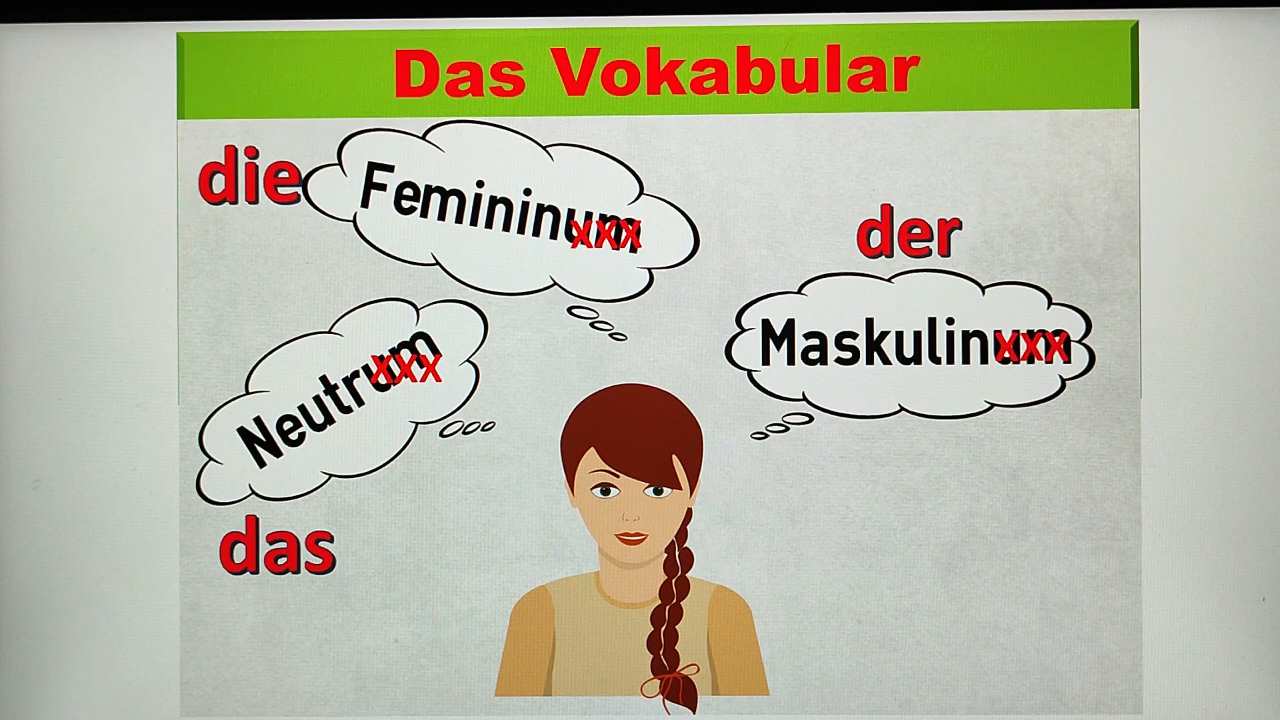 Das Vokabular
die
Femininum
xxx
der
Maskulinum
xxx
Neutrum
xxx
das